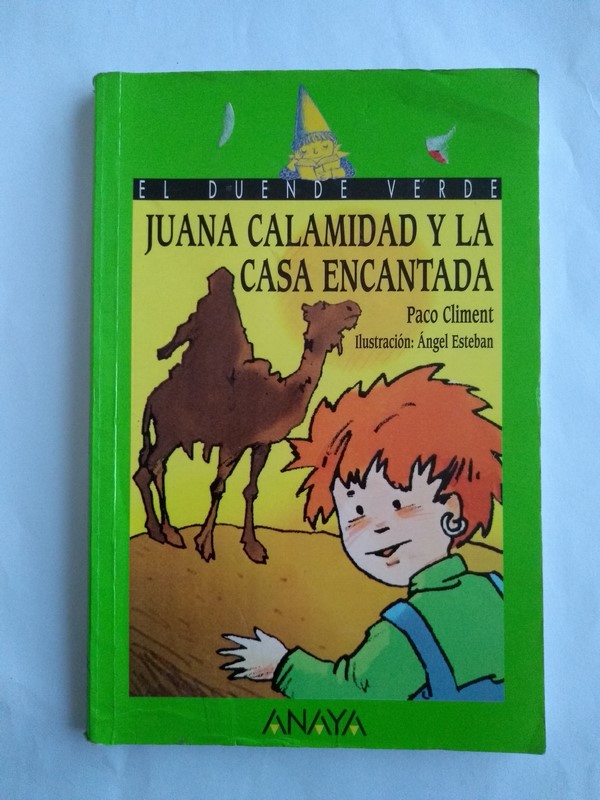 EL DUENDE VERDE
JUANA CALAMIDAD Y LA
CASA ENCANTADA
Paco Climent
Ilustración: Ángel Esteban
ANAYA